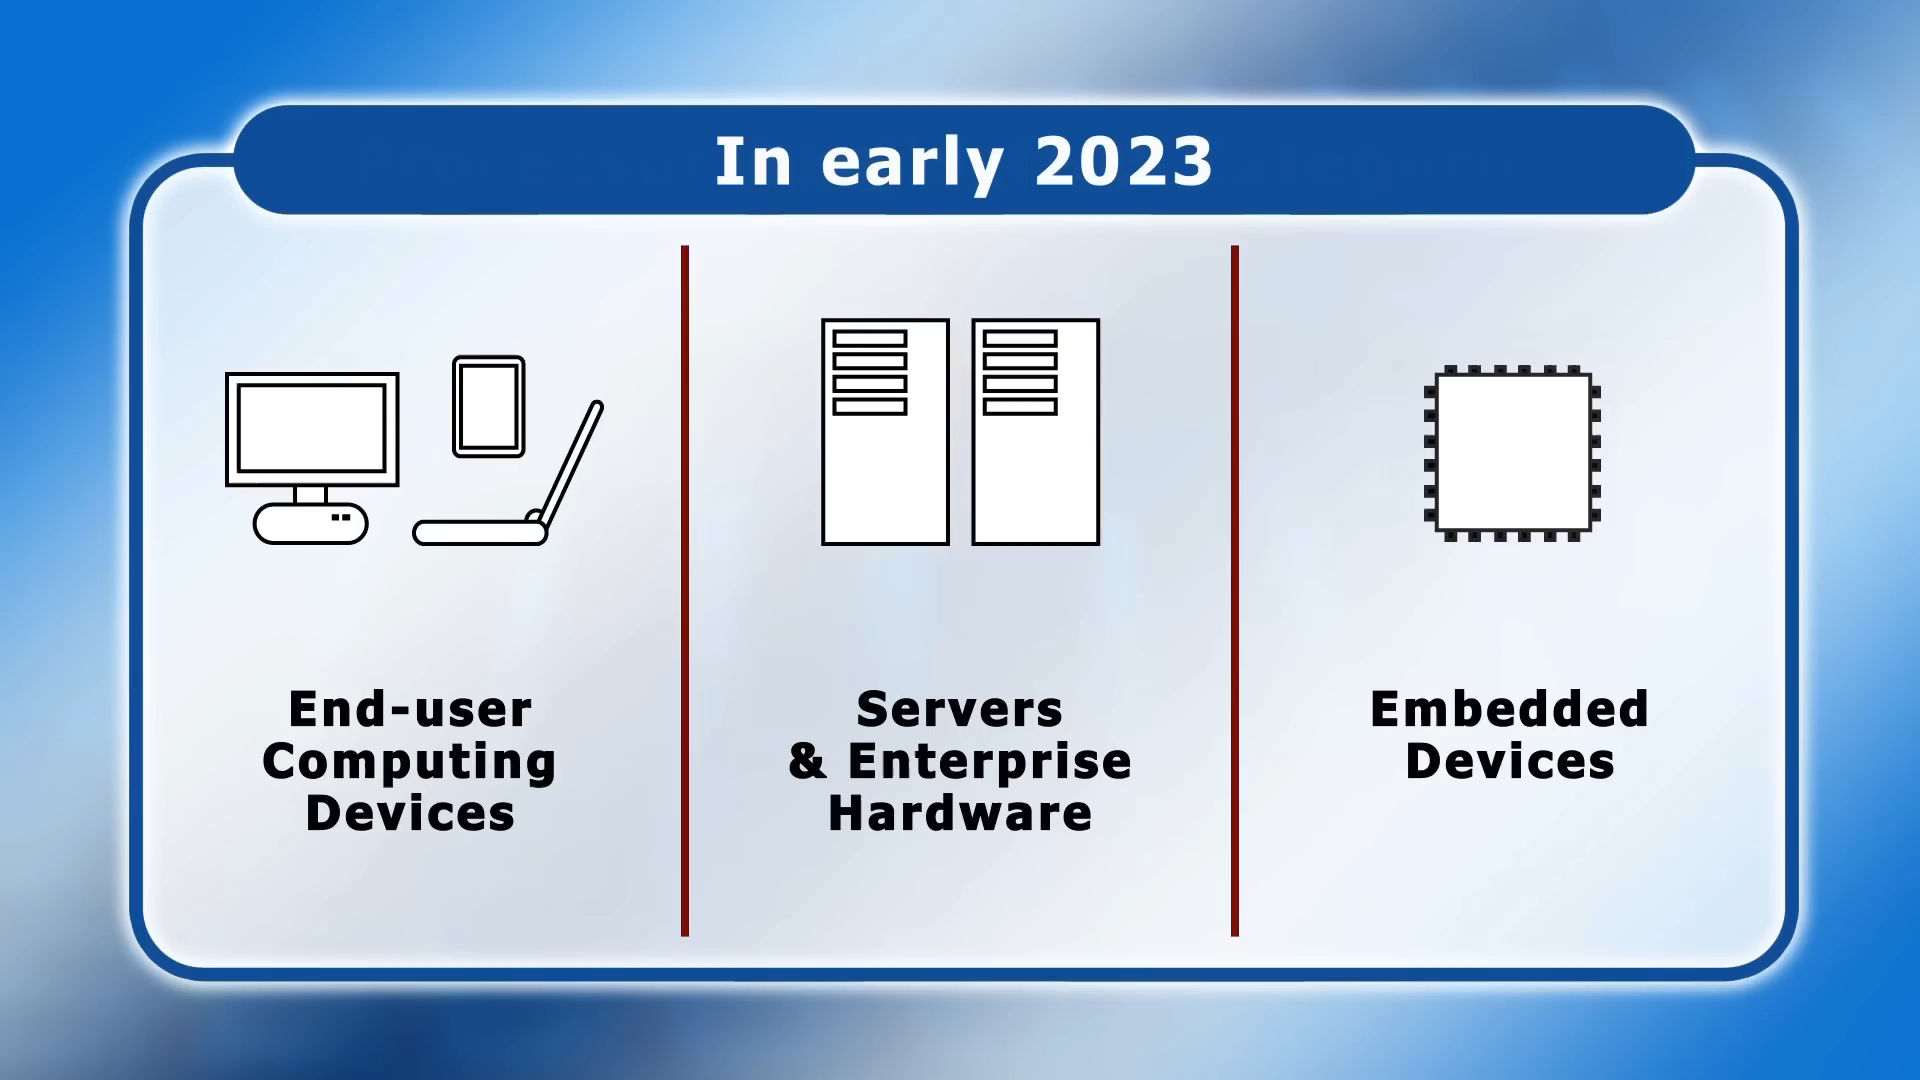 In early 2023
End-user
Computing
Devices
Servers
& Enterprise
Hardware
Embedded
Devices